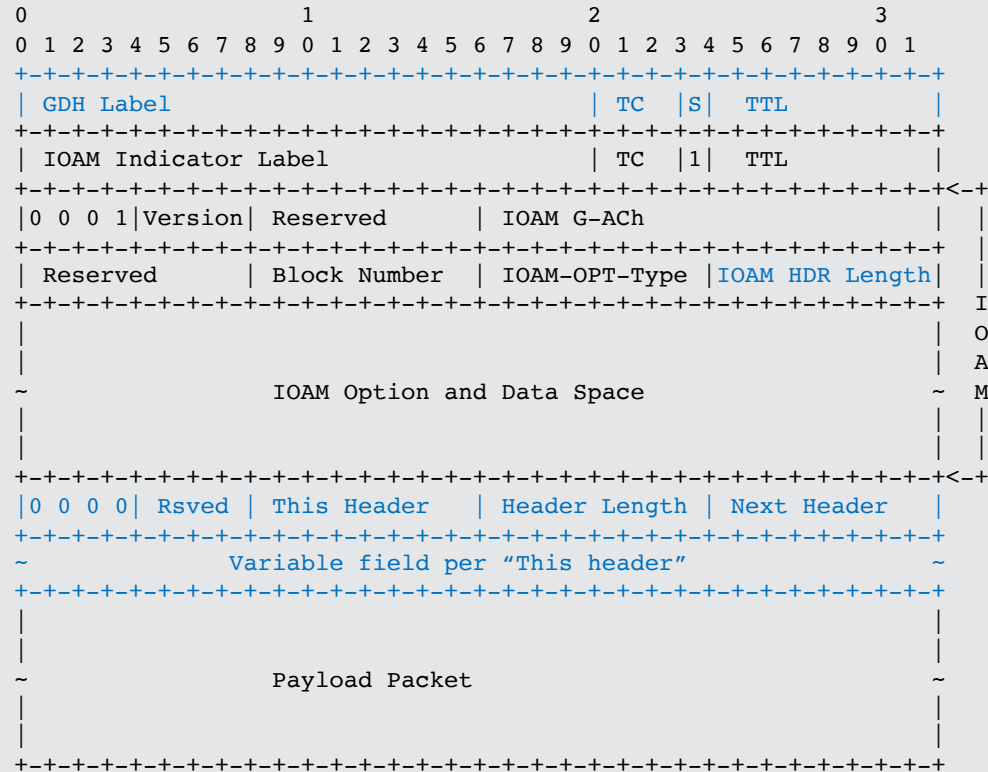 0                   1                   2                   3
0 1 2 3 4 5 6 7 8 9 0 1 2 3 4 5 6 7 8 9 0 1 2 3 4 5 6 7 8 9 0 1
+-+-+-+-+-+-+-+-+-+-+-+-+-+-+-+-+-+-+-+-+-+-+-+-+-+-+-+-+-+-+-+-+
| GDH Label                             | TC  |S|  TTL          |
+-+-+-+-+-+-+-+-+-+-+-+-+-+-+-+-+-+-+-+-+-+-+-+-+-+-+-+-+-+-+-+-+
| IOAM Indicator Label                  | TC  |1|  TTL          |
+-+-+-+-+-+-+-+-+-+-+-+-+-+-+-+-+-+-+-+-+-+-+-+-+-+-+-+-+-+-+-+-+<-+
|0 0 0 1|Version| Reserved      | IOAM G-ACh                    |  |
+-+-+-+-+-+-+-+-+-+-+-+-+-+-+-+-+-+-+-+-+-+-+-+-+-+-+-+-+-+-+-+-+  |
| Reserved      | Block Number  | IOAM-OPT-Type |IOAM HDR Length|  |
+-+-+-+-+-+-+-+-+-+-+-+-+-+-+-+-+-+-+-+-+-+-+-+-+-+-+-+-+-+-+-+-+  I
|                                                               |  O
|                                                               |  A
~                 IOAM Option and Data Space                    ~  M
|                                                               |  |
|                                                               |  |
+-+-+-+-+-+-+-+-+-+-+-+-+-+-+-+-+-+-+-+-+-+-+-+-+-+-+-+-+-+-+-+-+<-+
|0 0 0 0| Rsved | This Header   | Header Length | Next Header   |
+-+-+-+-+-+-+-+-+-+-+-+-+-+-+-+-+-+-+-+-+-+-+-+-+-+-+-+-+-+-+-+-+
~              Variable field per “This header”                 ~
+-+-+-+-+-+-+-+-+-+-+-+-+-+-+-+-+-+-+-+-+-+-+-+-+-+-+-+-+-+-+-+-+
|                                                               |
|                                                               |
~                 Payload Packet                                ~
|                                                               |
|                                                               |
+-+-+-+-+-+-+-+-+-+-+-+-+-+-+-+-+-+-+-+-+-+-+-+-+-+-+-+-+-+-+-+-+